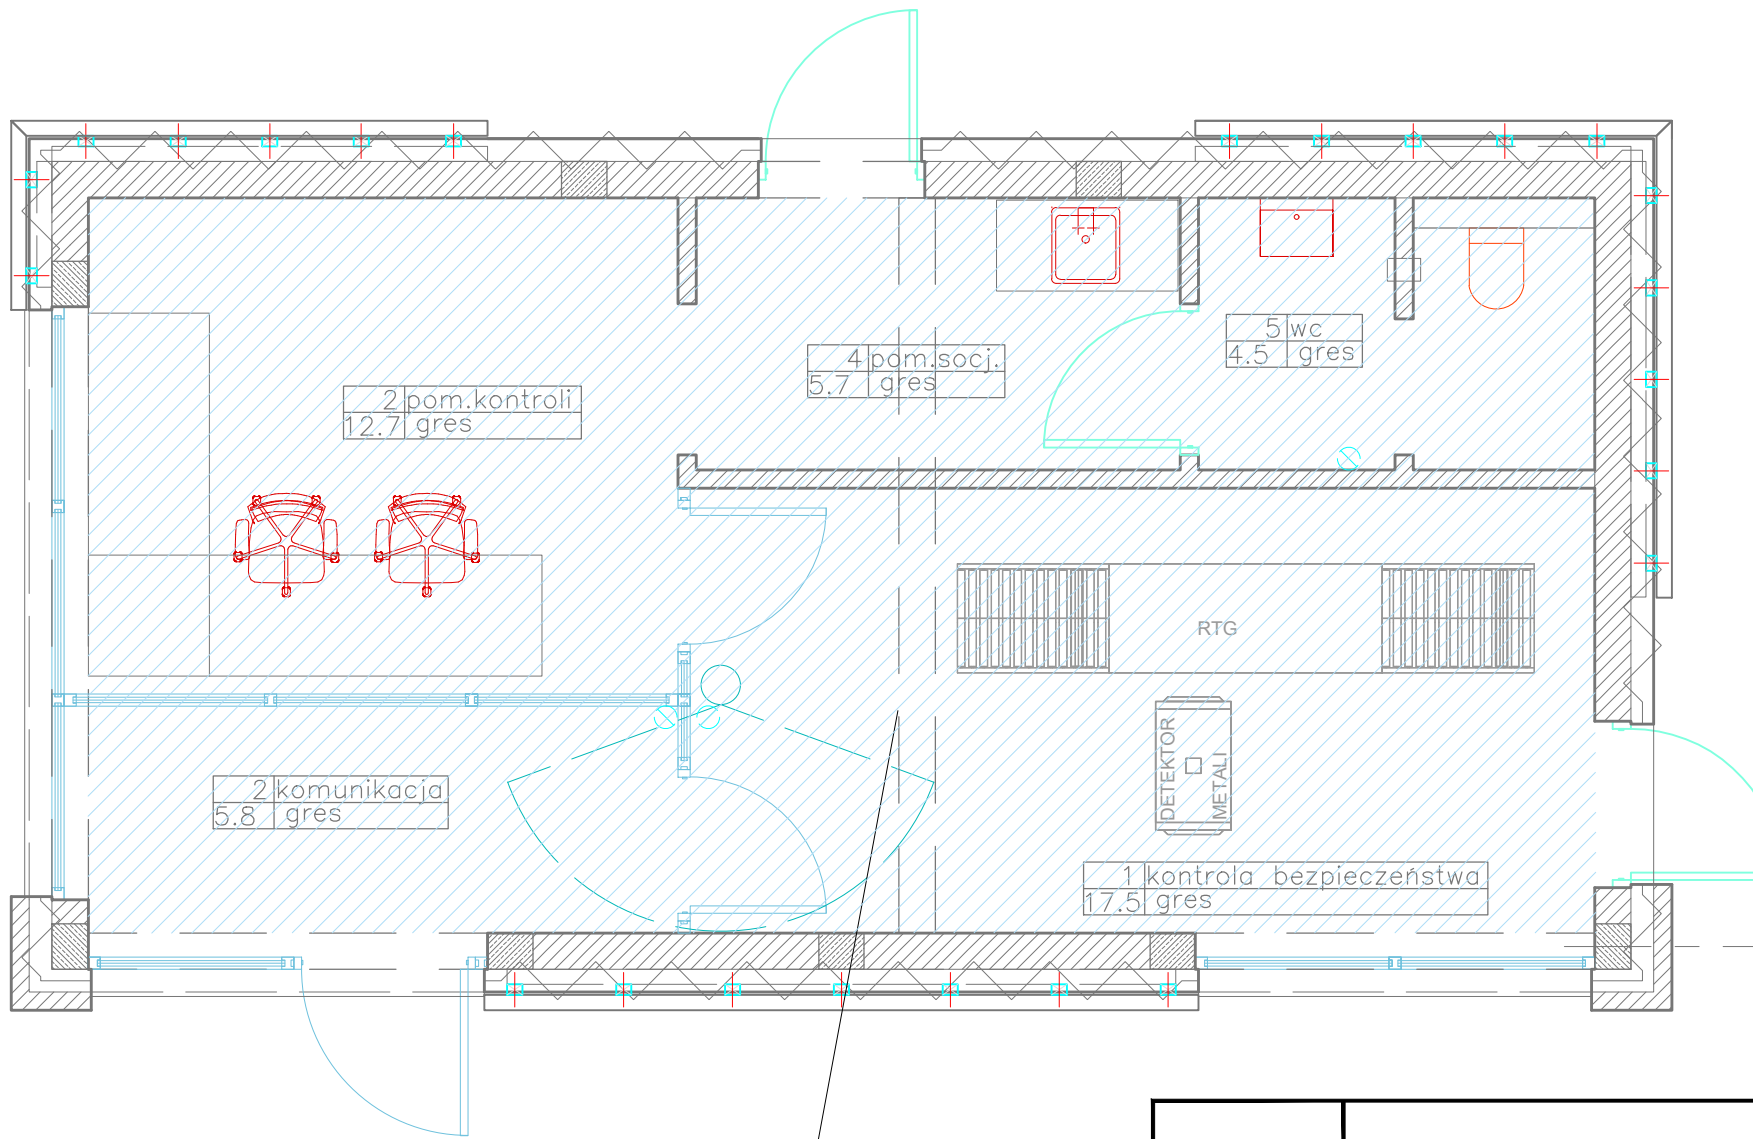 5 wc
4.5 gres
4 pom.socj.
5.7 gres
2 pom.kontroli
12.7 gres
RTG
DETEKTOR
METALI
2 komunikacja
5.8 gres
1 kontrola bezpieczeństwa
17.5 gres